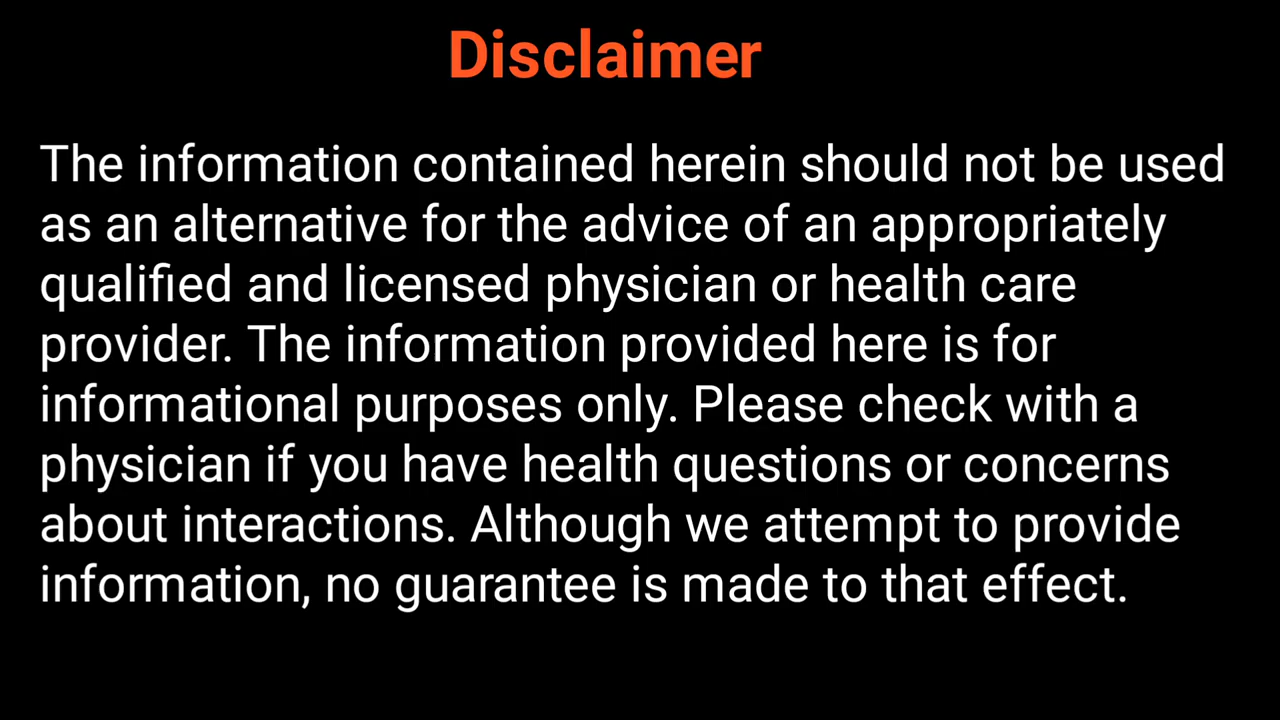 Disclaimer
The information contained herein should not be used
as an alternative for the advice of an appropriately
qualified and licensed physician or health care
provider. The information provided here is for
informational purposes only. Please check with a
physician if you have health questions or concerns
about interactions. Although we attempt to provide
information, no guarantee is made to that effect.